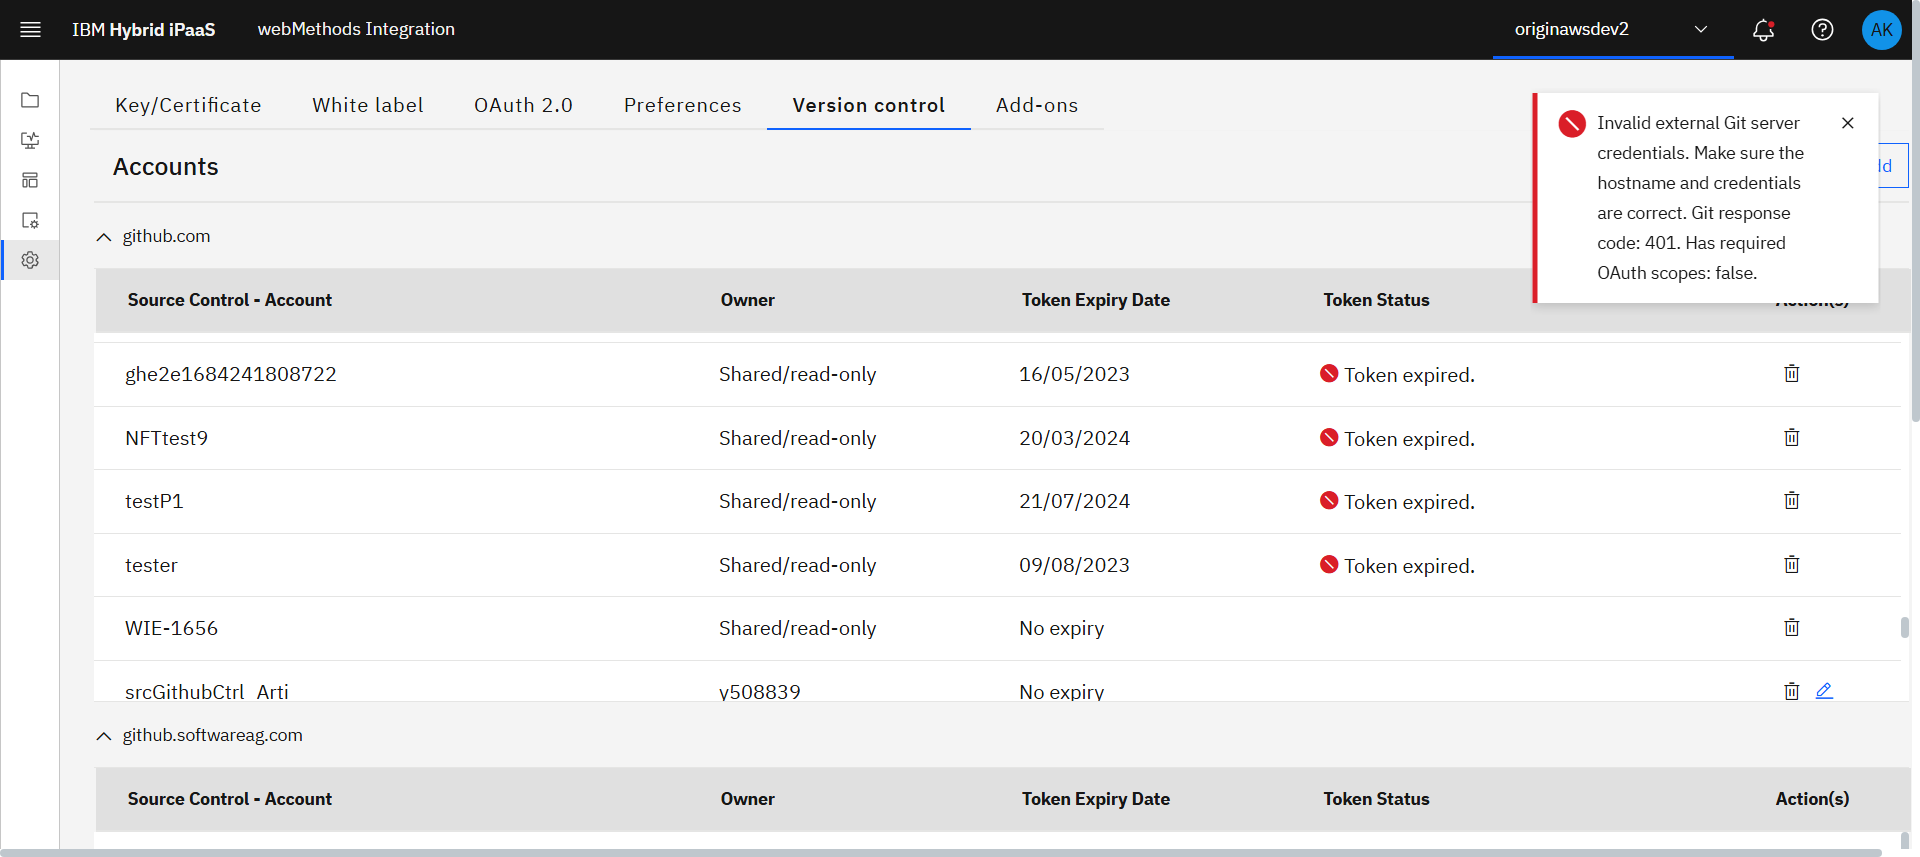 IBM Hybrid iPaaS webMethods Integration originawsdev2 AK
Key/Certificate White label OAuth 2.0 Preferences Version control Add-ons
Invalid external Git server
credentials. Make sure the
hostname and credentials
are correct. Git response
code: 401. Has required
OAuth scopes: false.
Accounts
github.com
Source Control - Account Owner Token Expiry Date Token Status Action(s)
ghe2e1684241808722 Shared/read-only 16/05/2023 Token expired.
NFTtest9 Shared/read-only 20/03/2024 Token expired.
testP1 Shared/read-only 21/07/2024 Token expired.
tester Shared/read-only 09/08/2023 Token expired.
WIE-1656 Shared/read-only No expiry
srcGithubCtrl_Arti y508839 No expiry
github.softwareag.com
Source Control - Account Owner Token Expiry Date Token Status Action(s)